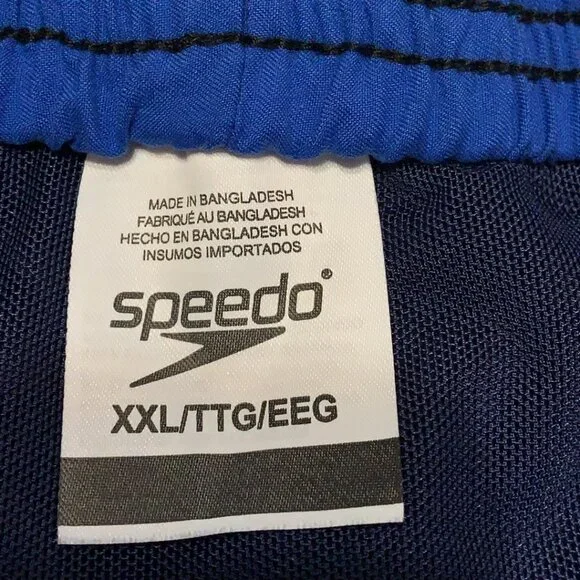 MADE IN BANGLADESH
FABRIQUÉ AU BANGLADESH
HECHO EN BANGLADESH CON
INSUMOS IMPORTADOS
speedo®
XXL/TTG/EEG